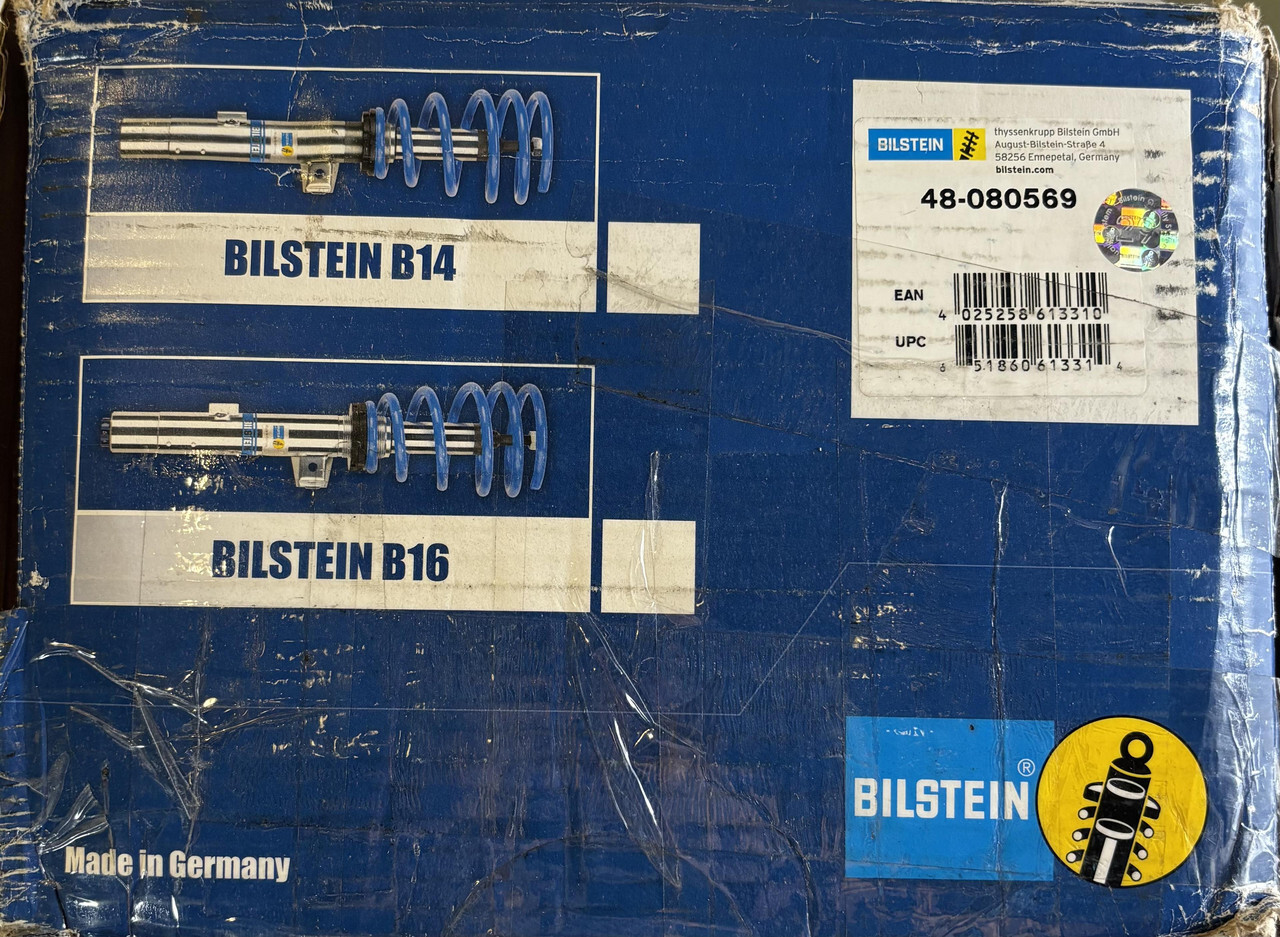 BILSTEIN B14
BILSTEIN B16
Made in Germany
BILSTEIN
thyssenkrupp Bilstein GmbH
August-Bilstein-Straße 4
58256 Ennepetal, Germany
bilstein.com
48-080569
EAN
4 025258 613310
UPC
6 51860 61331 4
BILSTEIN®